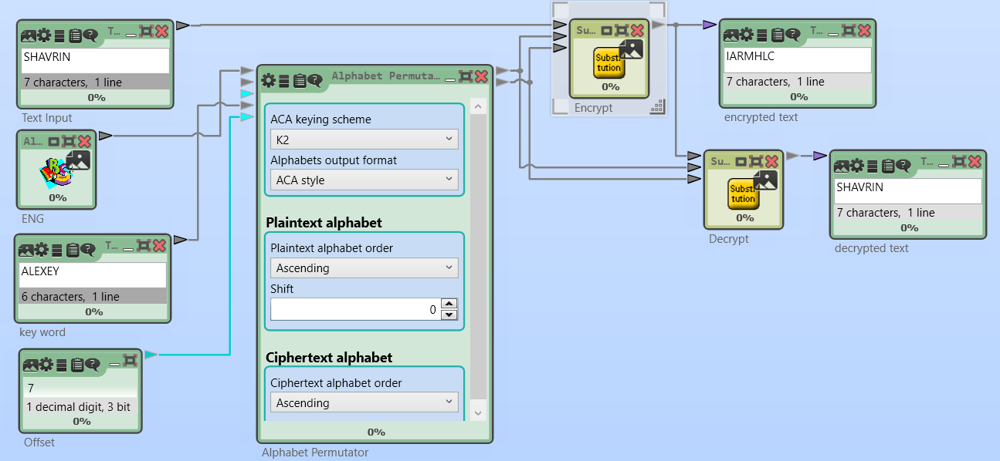 T...
SHAVRIN
7 characters, 1 line
0%
Text Input
Al...
0%
ENG
T...
ALEXEY
6 characters, 1 line
0%
key word
7
1 decimal digit, 3 bit
0%
Offset
Alphabet Permuta...
ACA keying scheme
K2
Alphabets output format
ACA style
Plaintext alphabet
Plaintext alphabet order
Ascending
Shift
0
Ciphertext alphabet
Ciphertext alphabet order
Ascending
0%
Alphabet Permutator
Su...
Substi
tution
0%
Encrypt
T...
IARMHLC
7 characters, 1 line
0%
encrypted text
Su...
Substi
tution
0%
Decrypt
T...
SHAVRIN
7 characters, 1 line
0%
decrypted text